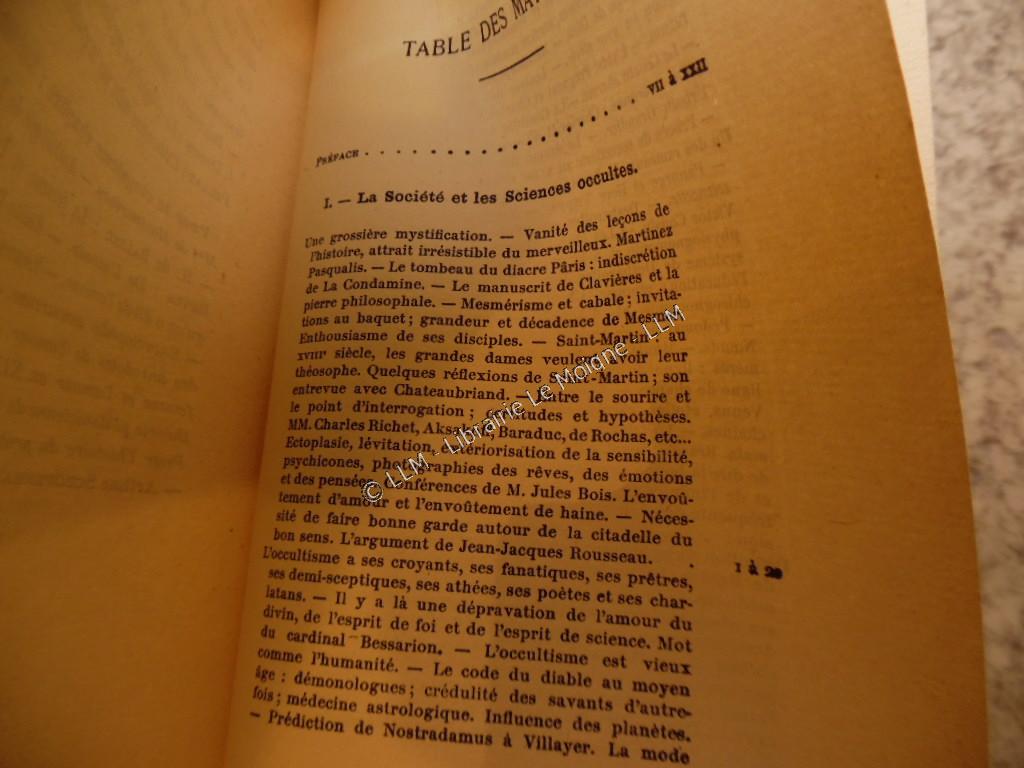 TABLE DES MA
PRÉFACE . . . . . . . . . . . . . . . . . . VII à XXII
I. — La Société et les Sciences occultes.
Une grossière mystification. — Vanité des leçons de
l'histoire, attrait irrésistible du merveilleux. Martinez
Pasqualis. — Le tombeau du diacre Pâris : indiscrétion
de La Condamine. — Le manuscrit de Clavières et la
pierre philosophale. — Mesmérisme et cabale ; invita-
tions au baquet ; grandeur et décadence de Mesmer
Enthousiasme de ses disciples. — Saint-Martin : au
XVIIIe siècle, les grandes dames veulent avoir leur
théosophe. Quelques réflexions de Saint-Martin ; son
entrevue avec Chateaubriand. — Entre le sourire et
le point d'interrogation ; certitudes et hypothèses.
MM. Charles Richet, Aksakof, Baraduc, de Rochas, etc...
Ectoplasie, lévitation, extériorisation de la sensibilité,
psychicones, photographies des rêves, des émotions
et des pensées. Conférences de M. Jules Bois. L'envoû-
tement d'amour et l'envoûtement de haine. — Néces-
sité de faire bonne garde autour de la citadelle du
bon sens. L'argument de Jean-Jacques Rousseau. . 1 à 29
L'occultisme a ses croyants, ses fanatiques, ses prêtres,
ses demi-sceptiques, ses athées, ses poètes et ses char-
latans. — Il y a là une dépravation de l'amour du
divin, de l'esprit de foi et de l'esprit de science. Mot
du cardinal Bessarion. — L'occultisme est vieux
comme l'humanité. — Le code du diable au moyen
âge : démonologues ; crédulité des savants d'autre-
fois ; médecine astrologique. Influence des planètes.
— Prédiction de Nostradamus à Villayer. La mode
© LLM - Librairie Le Moigne - LLM